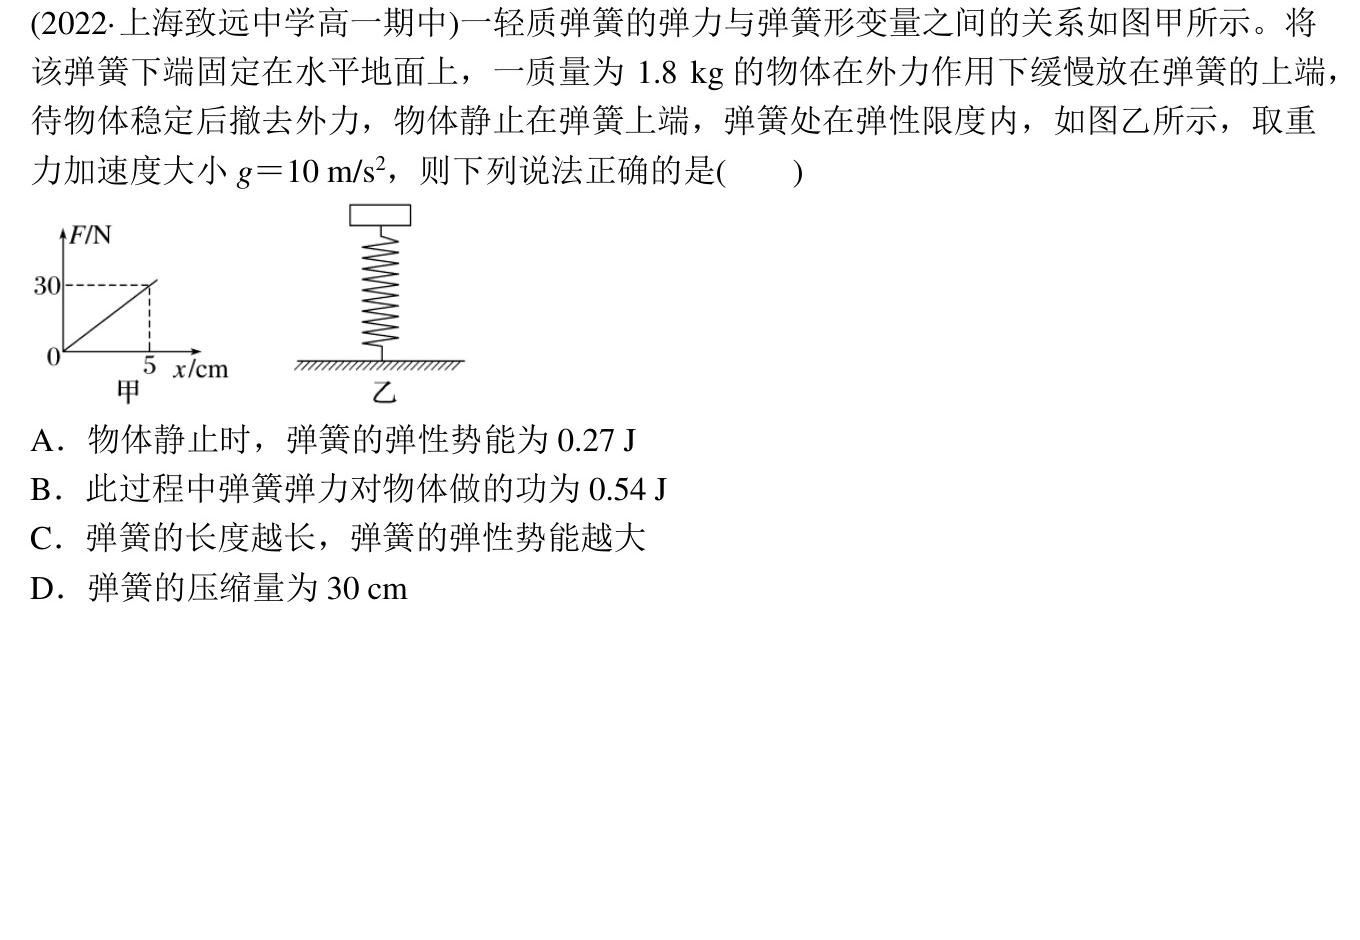 (2022·上海致远中学高一期中)一轻质弹簧的弹力与弹簧形变量之间的关系如图甲所示。将
该弹簧下端固定在水平地面上，一质量为 1.8 kg 的物体在外力作用下缓慢放在弹簧的上端，
待物体稳定后撤去外力，物体静止在弹簧上端，弹簧处在弹性限度内，如图乙所示，取重
力加速度大小 g＝10 m/s²，则下列说法正确的是(　　)
F/N
30
0
5 x/cm
甲
乙
A．物体静止时，弹簧的弹性势能为 0.27 J
B．此过程中弹簧弹力对物体做的功为 0.54 J
C．弹簧的长度越长，弹簧的弹性势能越大
D．弹簧的压缩量为 30 cm